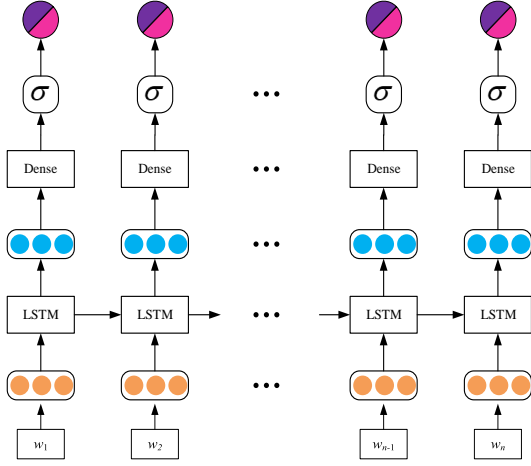 σ σ ... σ σ
Dense Dense ... Dense Dense
...
LSTM LSTM ... LSTM LSTM
...
w1 w2 wn-1 wn